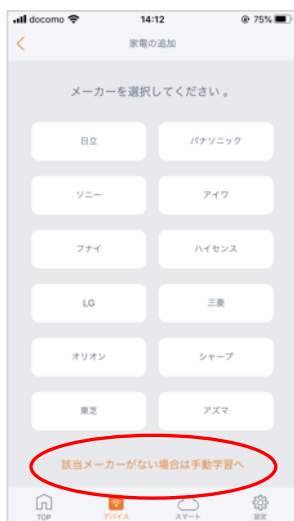 docomo 14:12 75%
家電の追加
メーカーを選択してください。
日立 パナソニック
ソニー アイワ
フナイ ハイセンス
LG 三菱
オリオン シャープ
東芝 アズマ
該当メーカーがない場合は手動学習へ
TOP デバイス スマート 設定